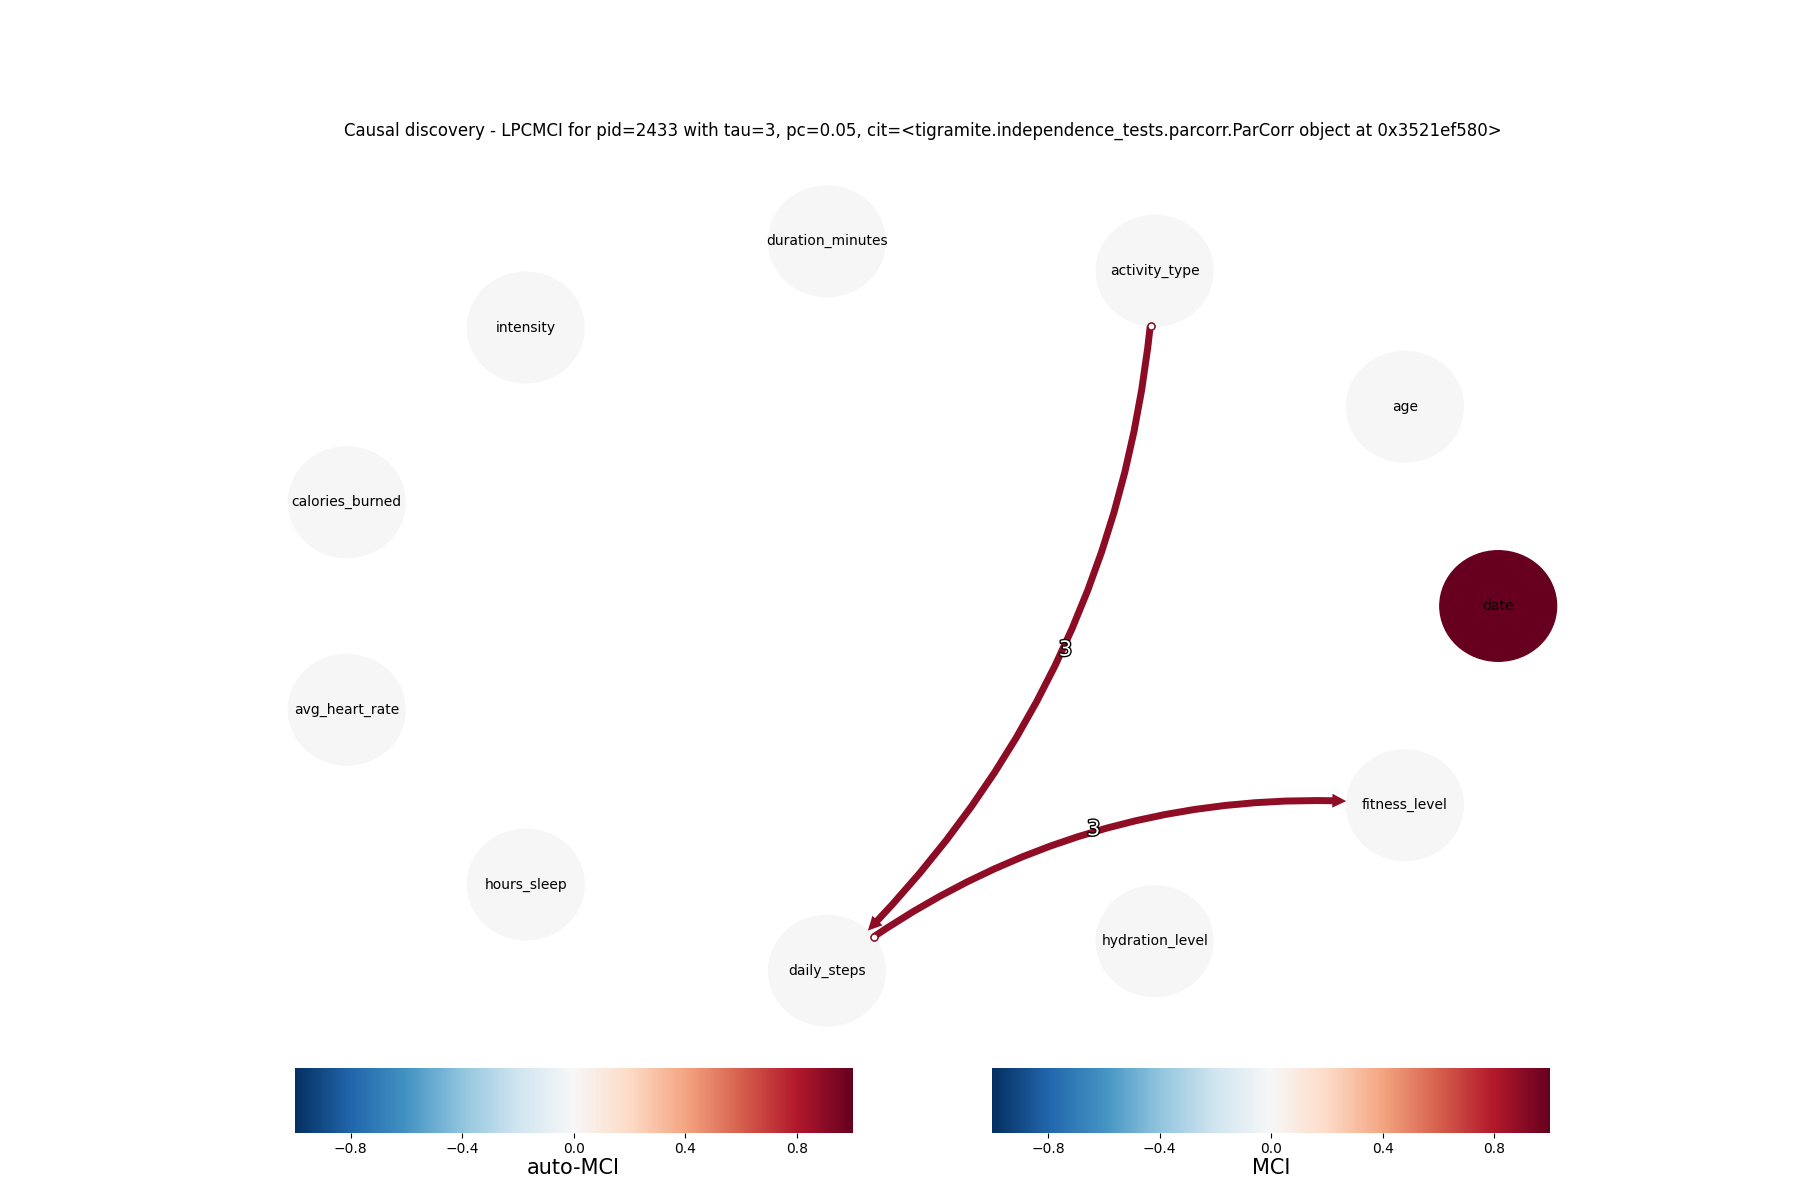 Causal discovery - LPCMCI for pid=2433 with tau=3, pc=0.05, cit=<tigramite.independence_tests.parcorr.ParCorr object at 0x3521ef580>
duration_minutes
activity_type
intensity
age
calories_burned
date
3
avg_heart_rate
3
fitness_level
hours_sleep
hydration_level
daily_steps
−0.8 −0.4 0.0 0.4 0.8
auto-MCI
−0.8 −0.4 0.0 0.4 0.8
MCI